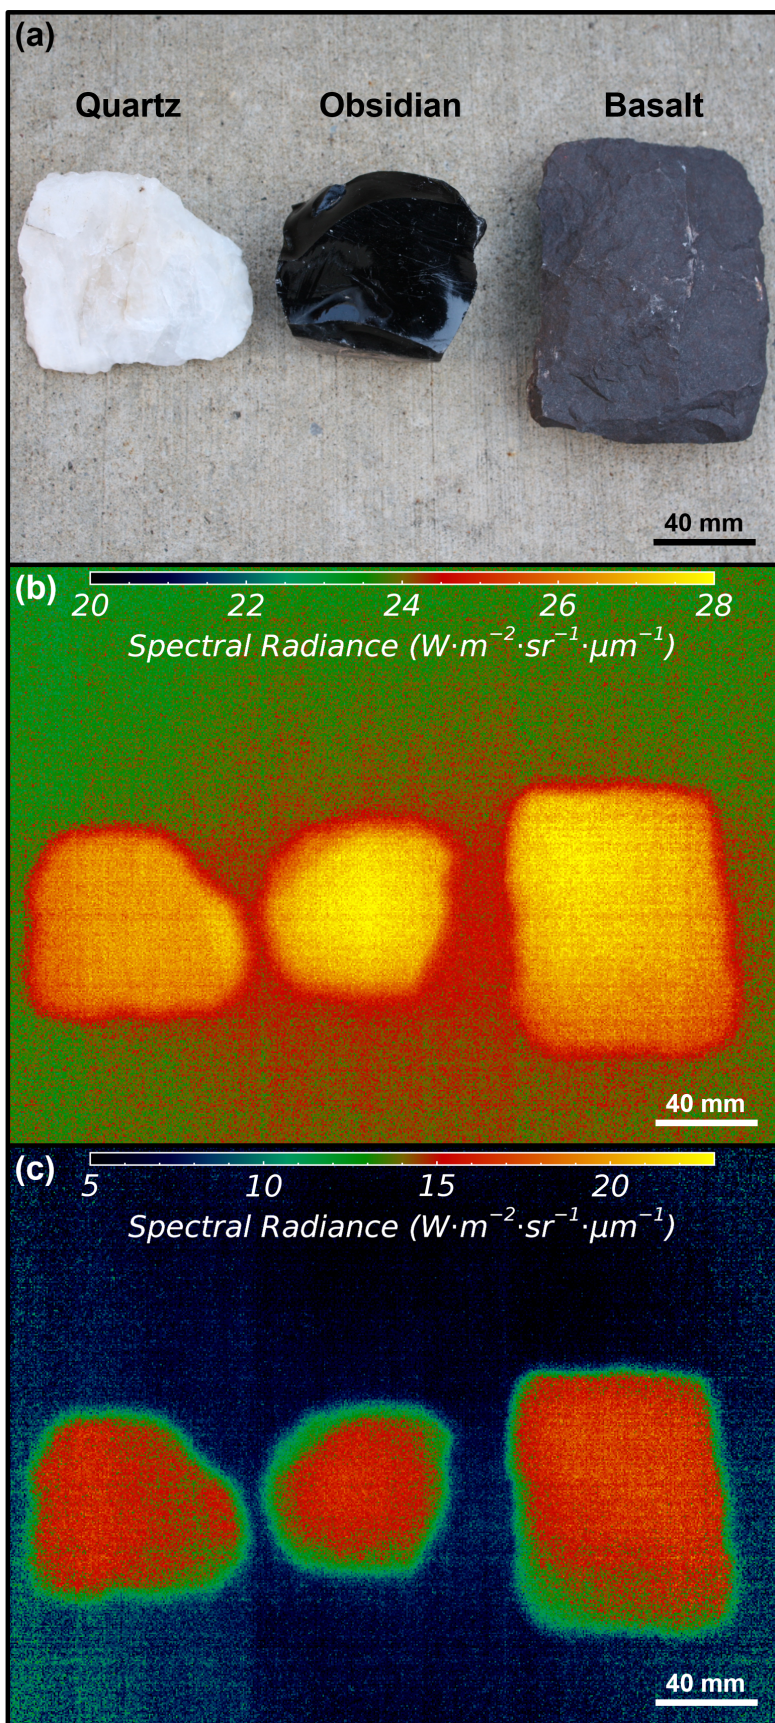 (a)
Quartz Obsidian Basalt
40 mm
(b)
20 22 24 26 28
Spectral Radiance (W·m⁻²·sr⁻¹·μm⁻¹)
40 mm
(c)
5 10 15 20
Spectral Radiance (W·m⁻²·sr⁻¹·μm⁻¹)
40 mm